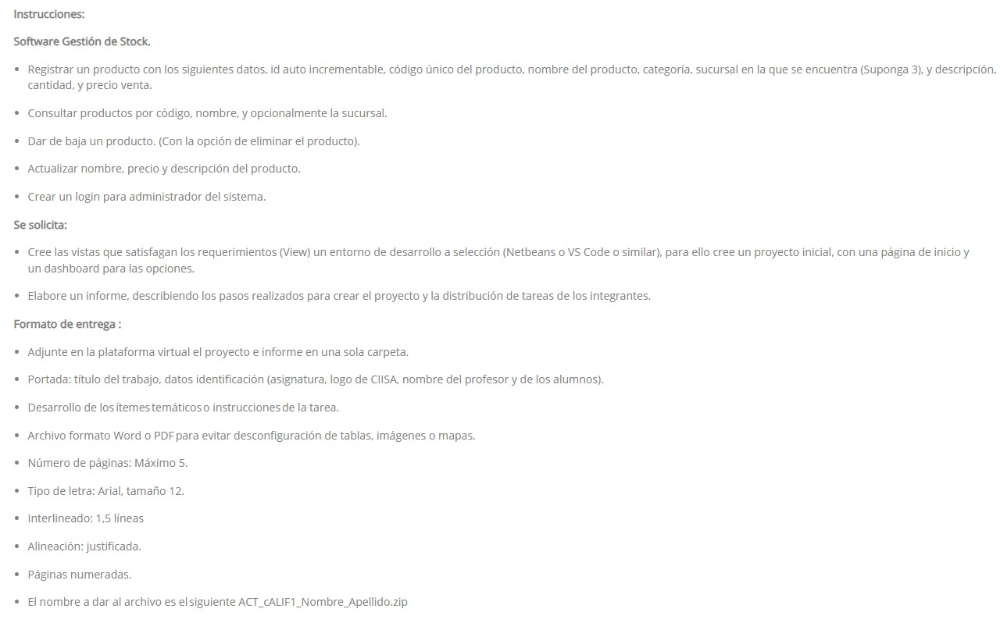 Instrucciones:
Software Gestión de Stock.
• Registrar un producto con los siguientes datos, id auto incrementable, código único del producto, nombre del producto, categoría, sucursal en la que se encuentra (Suponga 3), y descripción,
cantidad, y precio venta.
• Consultar productos por código, nombre, y opcionalmente la sucursal.
• Dar de baja un producto. (Con la opción de eliminar el producto).
• Actualizar nombre, precio y descripción del producto.
• Crear un login para administrador del sistema.
Se solicita:
• Cree las vistas que satisfagan los requerimientos (View) un entorno de desarrollo a selección (Netbeans o VS Code o similar), para ello cree un proyecto inicial, con una página de inicio y
un dashboard para las opciones.
• Elabore un informe, describiendo los pasos realizados para crear el proyecto y la distribución de tareas de los integrantes.
Formato de entrega :
• Adjunte en la plataforma virtual el proyecto e informe en una sola carpeta.
• Portada: título del trabajo, datos identificación (asignatura, logo de CIISA, nombre del profesor y de los alumnos).
• Desarrollo de los ítemes temáticos o instrucciones de la tarea.
• Archivo formato Word o PDF para evitar desconfiguración de tablas, imágenes o mapas.
• Número de páginas: Máximo 5.
• Tipo de letra: Arial, tamaño 12.
• Interlineado: 1,5 líneas
• Alineación: justificada.
• Páginas numeradas.
• El nombre a dar al archivo es el siguiente ACT_cALIF1_Nombre_Apellido.zip